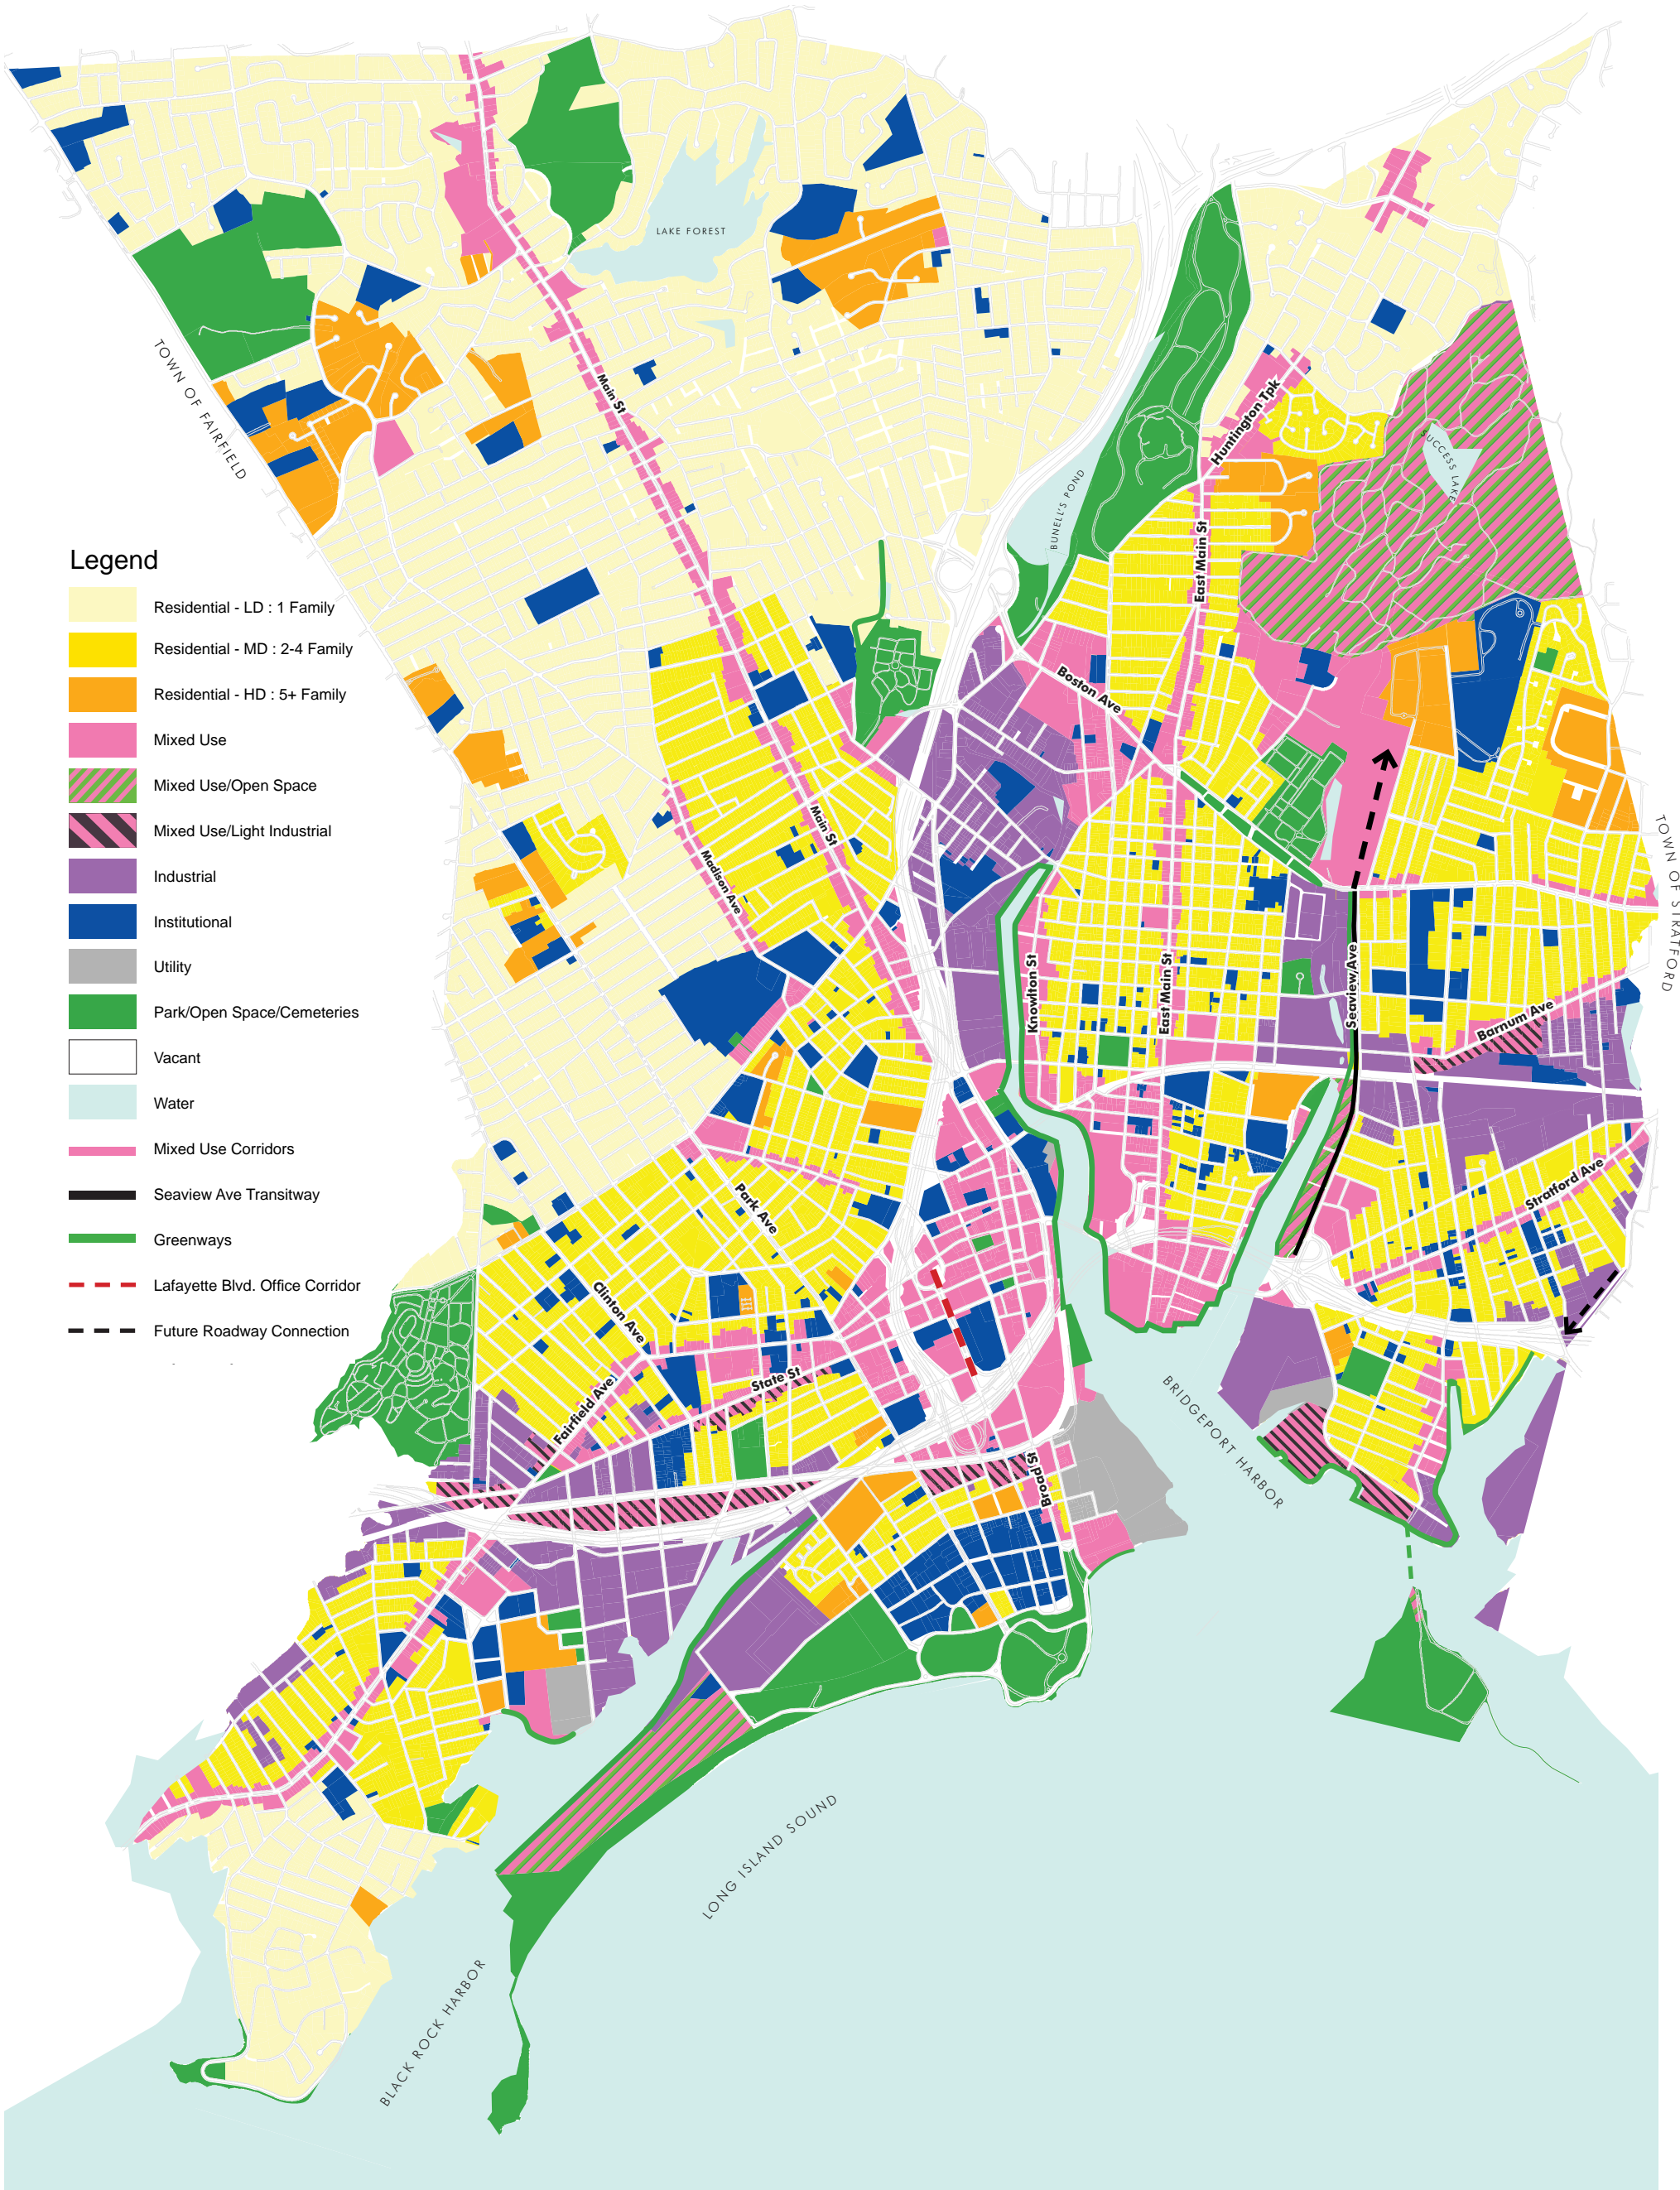 LAKE FOREST
TOWN OF FAIRFIELD
Main St
Huntington Tpk
SUCCESS LAKE
BUNELL'S POND
East Main St
Legend
Residential - LD : 1 Family
Residential - MD : 2-4 Family
Residential - HD : 5+ Family
Mixed Use
Mixed Use/Open Space
Mixed Use/Light Industrial
Industrial
Institutional
Utility
Park/Open Space/Cemeteries
Vacant
Water
Mixed Use Corridors
Seaview Ave Transitway
Greenways
Lafayette Blvd. Office Corridor
Future Roadway Connection
Boston Ave
Main St
Madison Ave
TOWN OF STRATFORD
Knowlton St
East Main St
Seaview Ave
Barnum Ave
Stratford Ave
Park Ave
Clinton Ave
State St
Fairfield Ave
Broad St
BRIDGEPORT HARBOR
LONG ISLAND SOUND
BLACK ROCK HARBOR